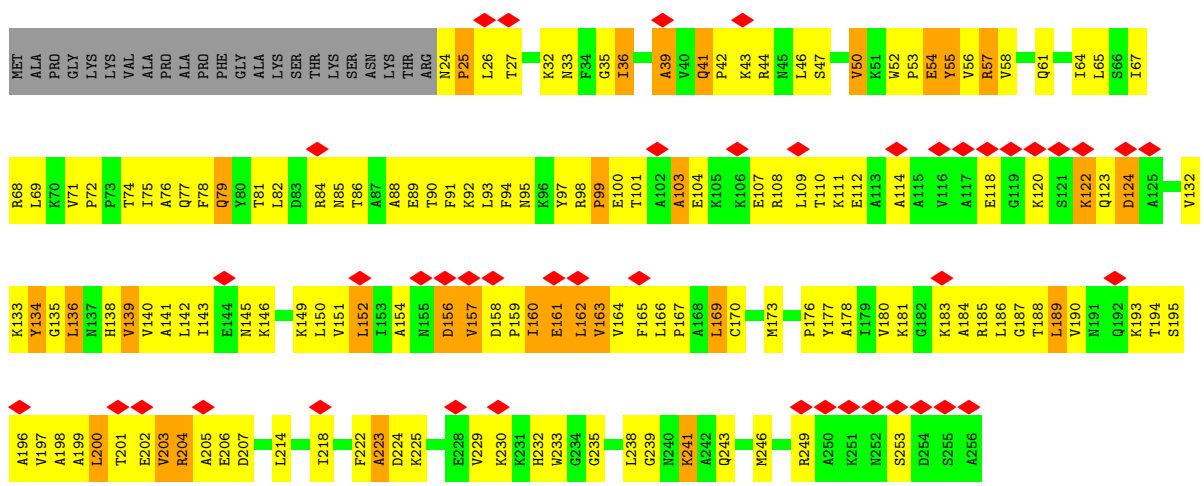 MET ALA PRO GLY LYS LYS VAL ALA PRO ALA PRO PHE GLY ALA LYS SER THR LYS SER ASN LYS THR ARG N24 P25 L26 T27 K32 N33 F34 G35 I36 A39 V40 Q41 P42 K43 R44 N45 L46 S47 V50 K51 W52 P53 E54 Y55 V56 R57 V58 Q61 I64 L65 S66 I67
R68 L69 K70 V71 P72 P73 T74 I75 A76 Q77 F78 Q79 Y80 T81 L82 D83 R84 N85 T86 A87 A88 E89 T90 F91 K92 L93 F94 N95 K96 Y97 R98 P99 E100 T101 A102 A103 E104 K105 K106 E107 R108 L109 T110 K111 E112 A113 A114 A115 V116 A117 E118 G119 K120 S121 K122 Q123 D124 A125 V132
K133 Y134 G135 L136 N137 H138 V139 V140 A141 L142 I143 E144 N145 K146 K149 L150 V151 L152 I153 A154 N155 D156 V157 D158 P159 I160 E161 L162 V163 V164 F165 L166 P167 A168 L169 C170 M173 P176 Y177 A178 I179 V180 K181 G182 K183 A184 R185 L186 G187 T188 L189 V190 N191 Q192 K193 T194 S195
A196 V197 A198 A199 L200 T201 E202 V203 R204 A205 E206 D207 L214 I218 F222 A223 D224 K225 E228 V229 K230 K231 H232 W233 G234 G235 L238 G239 N240 K241 A242 Q243 M246 R249 A250 K251 N252 S253 D254 S255 A256